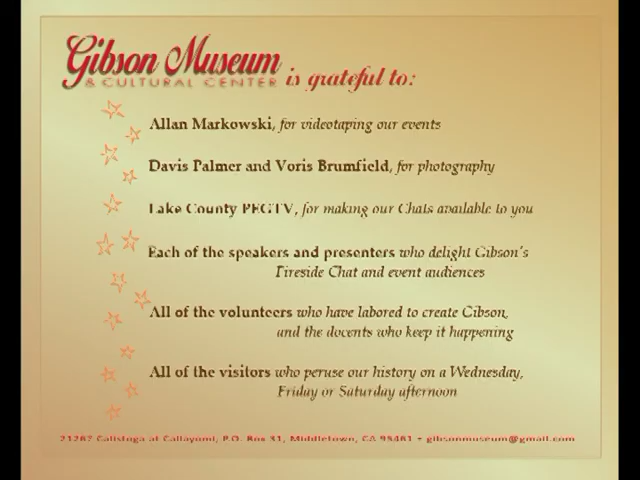 Gibson Museum
& CULTURAL CENTER is grateful to:
Allan Markowski, for videotaping our events
Davis Palmer and Voris Brumfield, for photography
Lake County PEGTV, for making our Chats available to you
Each of the speakers and presenters who delight Gibson's
Fireside Chat and event audiences
All of the volunteers who have labored to create Gibson,
and the docents who keep it happening
All of the visitors who peruse our history on a Wednesday,
Friday or Saturday afternoon
21267 Calistoga at Callayomi, P.O. Box 31, Middletown, CA 95461 • gibsonmuseum@gmail.com